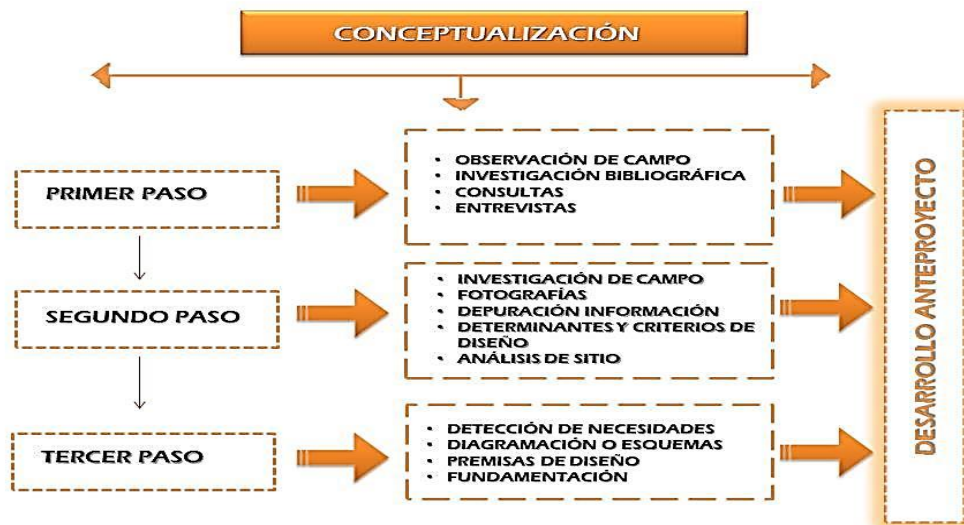 CONCEPTUALIZACIÓN
PRIMER PASO
• OBSERVACIÓN DE CAMPO
• INVESTIGACIÓN BIBLIOGRÁFICA
• CONSULTAS
• ENTREVISTAS
SEGUNDO PASO
• INVESTIGACIÓN DE CAMPO
• FOTOGRAFÍAS
• DEPURACIÓN INFORMACIÓN
• DETERMINANTES Y CRITERIOS DE
DISEÑO
• ANÁLISIS DE SITIO
TERCER PASO
• DETECCIÓN DE NECESIDADES
• DIAGRAMACIÓN O ESQUEMAS
• PREMISAS DE DISEÑO
• FUNDAMENTACIÓN
DESARROLLO ANTEPROYECTO